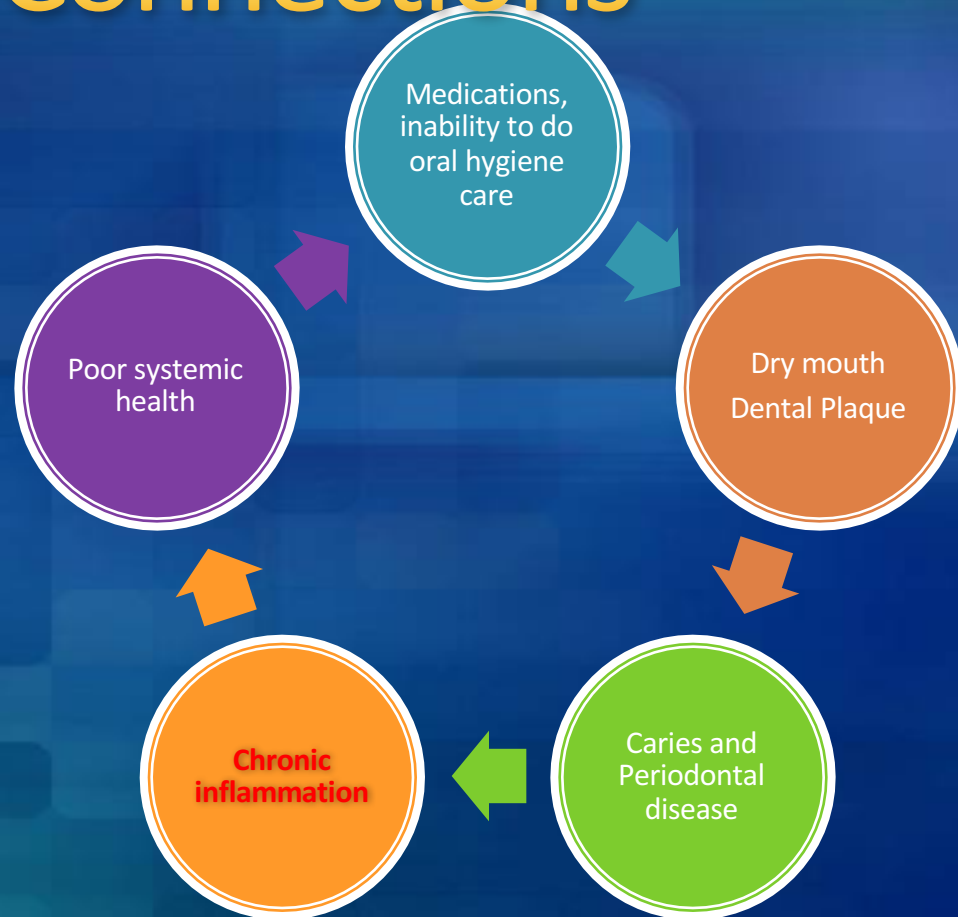 Connections
Medications,
inability to do
oral hygiene
care
Dry mouth
Dental Plaque
Caries and
Periodontal
disease
Chronic
inflammation
Poor systemic
health